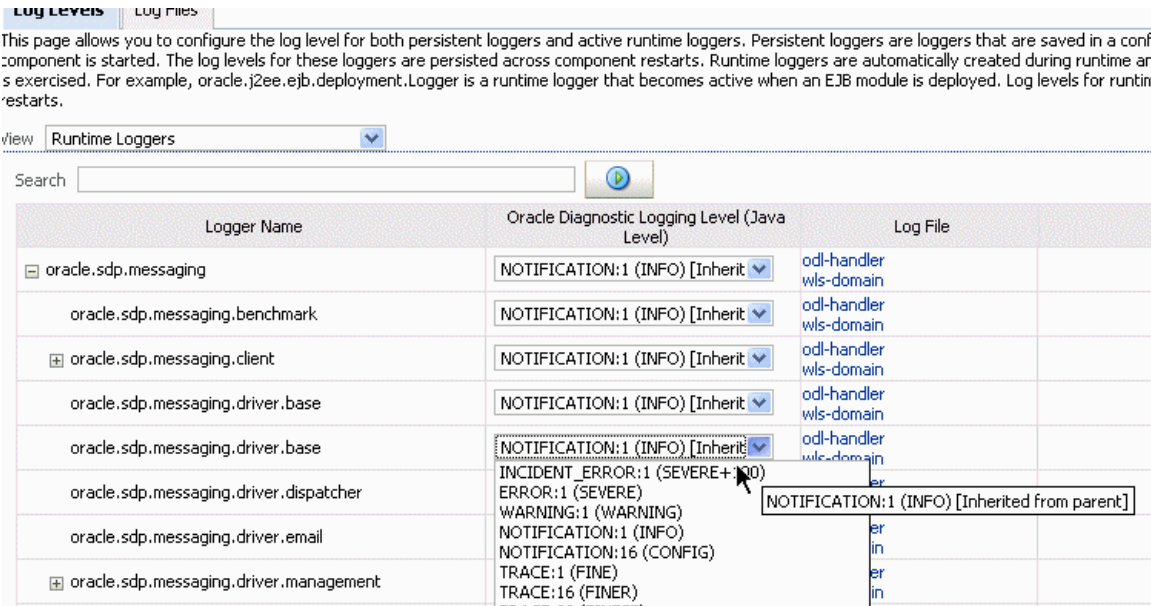 Log Levels Log Files
This page allows you to configure the log level for both persistent loggers and active runtime loggers. Persistent loggers are loggers that are saved in a conf
component is started. The log levels for these loggers are persisted across component restarts. Runtime loggers are automatically created during runtime an
s exercised. For example, oracle.j2ee.ejb.deployment.Logger is a runtime logger that becomes active when an EJB module is deployed. Log levels for runtin
restarts.
View Runtime Loggers
Search
Logger Name Oracle Diagnostic Logging Level (Java Level) Log File
oracle.sdp.messaging NOTIFICATION:1 (INFO) [Inherit odl-handler
wls-domain
oracle.sdp.messaging.benchmark NOTIFICATION:1 (INFO) [Inherit odl-handler
wls-domain
oracle.sdp.messaging.client NOTIFICATION:1 (INFO) [Inherit odl-handler
wls-domain
oracle.sdp.messaging.driver.base NOTIFICATION:1 (INFO) [Inherit odl-handler
wls-domain
oracle.sdp.messaging.driver.base NOTIFICATION:1 (INFO) [Inherit odl-handler
wls-domain
INCIDENT_ERROR:1 (SEVERE+100)
oracle.sdp.messaging.driver.dispatcher ERROR:1 (SEVERE) er
NOTIFICATION:1 (INFO) [Inherited from parent]
WARNING:1 (WARNING)
oracle.sdp.messaging.driver.email NOTIFICATION:1 (INFO) er
NOTIFICATION:16 (CONFIG) in
oracle.sdp.messaging.driver.management TRACE:1 (FINE) er
TRACE:16 (FINER) in